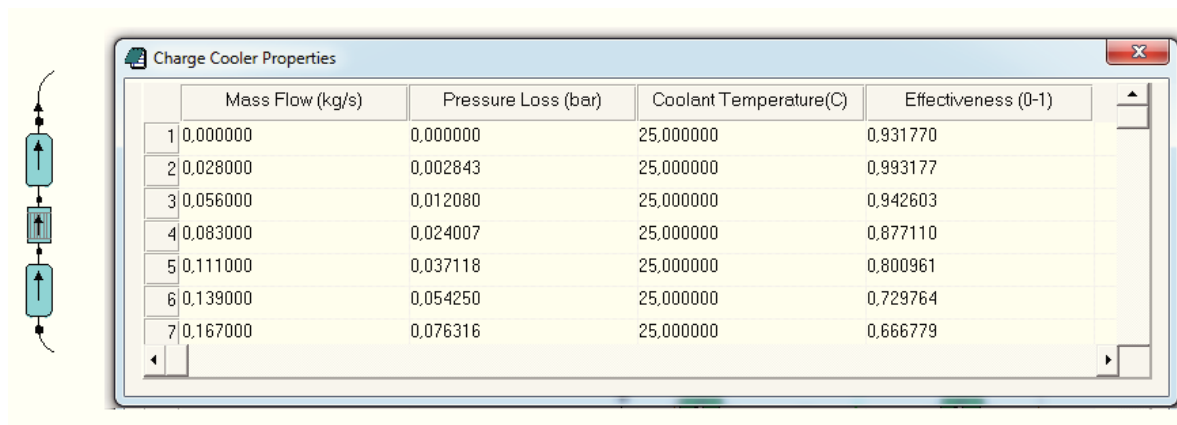 Charge Cooler Properties
Mass Flow (kg/s) Pressure Loss (bar) Coolant Temperature(C) Effectiveness (0-1)
1 0,000000 0,000000 25,000000 0,931770
2 0,028000 0,002843 25,000000 0,993177
3 0,056000 0,012080 25,000000 0,942603
4 0,083000 0,024007 25,000000 0,877110
5 0,111000 0,037118 25,000000 0,800961
6 0,139000 0,054250 25,000000 0,729764
7 0,167000 0,076316 25,000000 0,666779